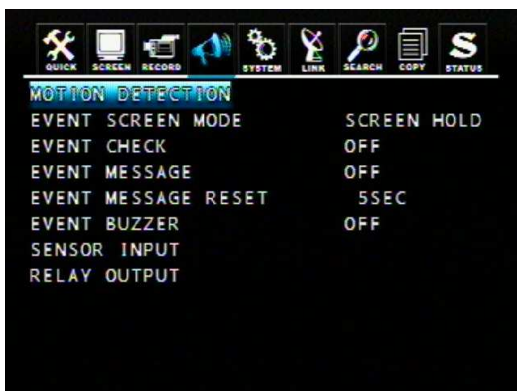 QUICK SCREEN RECORD SYSTEM LINK SEARCH COPY STATUS
MOTION DETECTION
EVENT SCREEN MODE SCREEN HOLD
EVENT CHECK OFF
EVENT MESSAGE OFF
EVENT MESSAGE RESET 5SEC
EVENT BUZZER OFF
SENSOR INPUT
RELAY OUTPUT